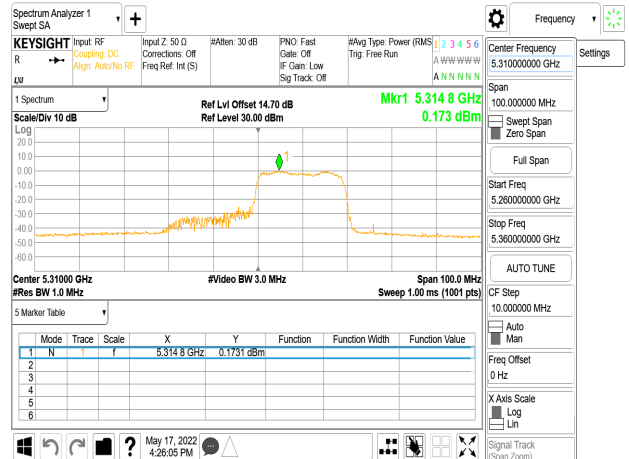 Spectrum Analyzer 1
Swept SA
Frequency
Settings
KEYSIGHT
R
Input: RF
Coupling: DC
Align: Auto/No RF
Input Z: 50 Ω
Corrections: Off
Freq Ref: Int (S)
#Atten: 30 dB
PNO: Fast
Gate: Off
IF Gain: Low
Sig Track: Off
#Avg Type: Power (RMS
Trig: Free Run
1 2 3 4 5 6
A W W W W W
A N N N N N
1 Spectrum
Scale/Div 10 dB
Ref Lvl Offset 14.70 dB
Ref Level 30.00 dBm
Mkr1 5.314 8 GHz
0.173 dBm
Log
20.0
10.0
0.00
-10.0
-20.0
-30.0
-40.0
-50.0
-60.0
1
Center 5.31000 GHz
#Res BW 1.0 MHz
#Video BW 3.0 MHz
Span 100.0 MHz
Sweep 1.00 ms (1001 pts)
5 Marker Table
Mode Trace Scale X Y Function Function Width Function Value
1 N 1 f 5.314 8 GHz 0.1731 dBm
2
3
4
5
6
May 17, 2022
4:26:05 PM
Center Frequency
5.310000000 GHz
Span
100.000000 MHz
Swept Span
Zero Span
Full Span
Start Freq
5.260000000 GHz
Stop Freq
5.360000000 GHz
AUTO TUNE
CF Step
10.000000 MHz
Auto
Man
Freq Offset
0 Hz
X Axis Scale
Log
Lin
Signal Track
(Span Zoom)